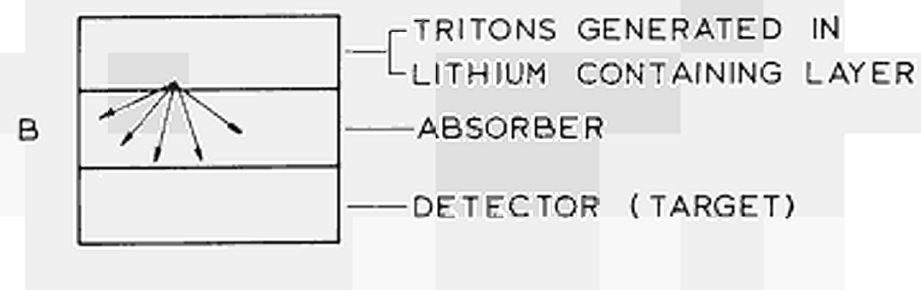 TRITONS GENERATED IN
LITHIUM CONTAINING LAYER
B
ABSORBER
DETECTOR (TARGET)